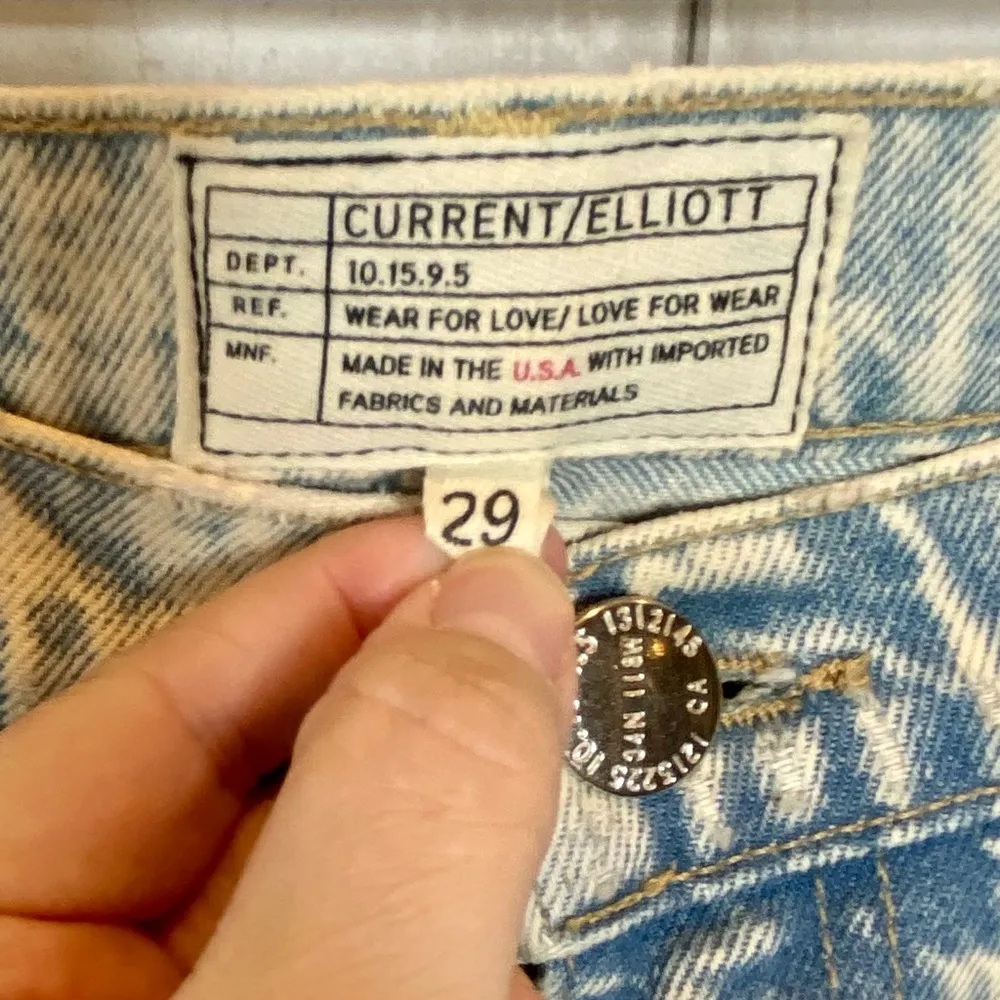 CURRENT/ELLIOTT
DEPT. 10.15.9.5
REF. WEAR FOR LOVE/ LOVE FOR WEAR
MNF. MADE IN THE U.S.A. WITH IMPORTED
FABRICS AND MATERIALS
29
CA